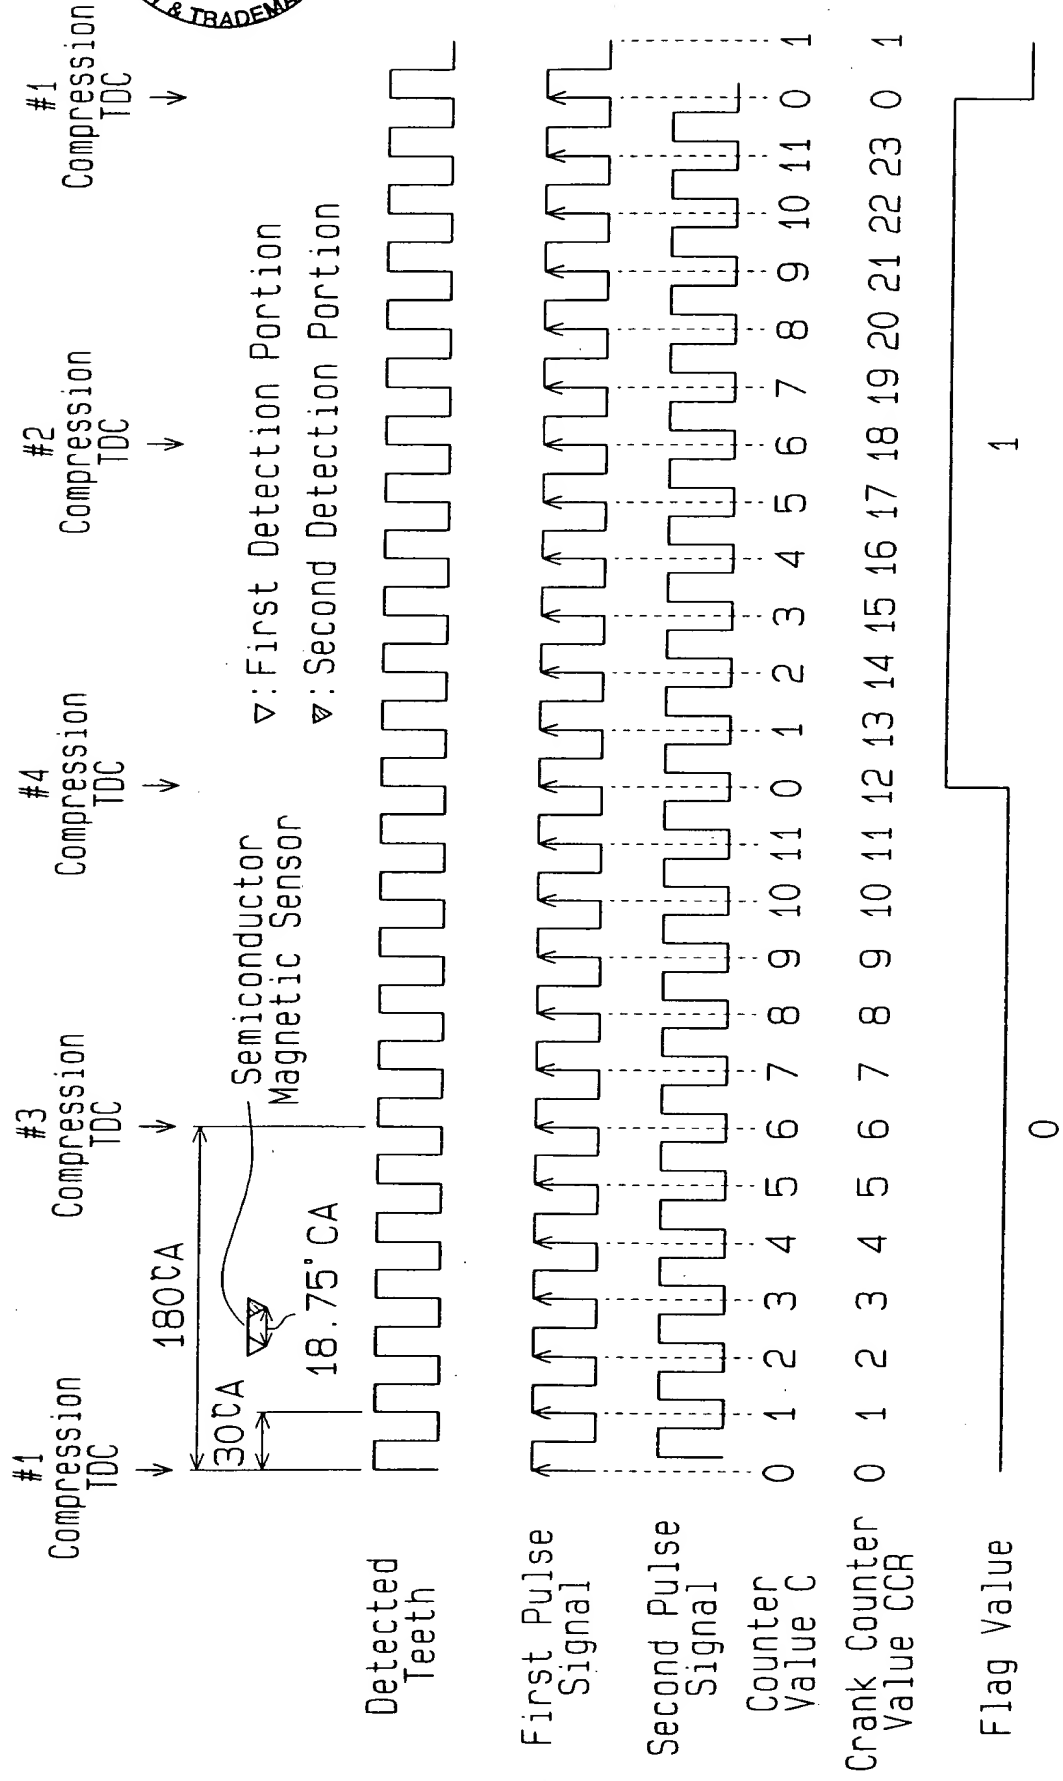 & TRADEMA
#1
Compression
TDC
#3
Compression
TDC
#4
Compression
TDC
#2
Compression
TDC
#1
Compression
TDC
180°CA
30°CA
18.75°CA
Semiconductor
Magnetic Sensor
▽:First Detection Portion
▽:Second Detection Portion
Detected
Teeth
First Pulse
Signal
Second Pulse
Signal
Counter
Value C
0 1 2 3 4 5 6 7 8 9 10 11 0 1 2 3 4 5 6 7 8 9 10 11 0 1
Crank Counter
Value CCR
0 1 2 3 4 5 6 7 8 9 10 11 12 13 14 15 16 17 18 19 20 21 22 23 0 1
Flag Value
0
1